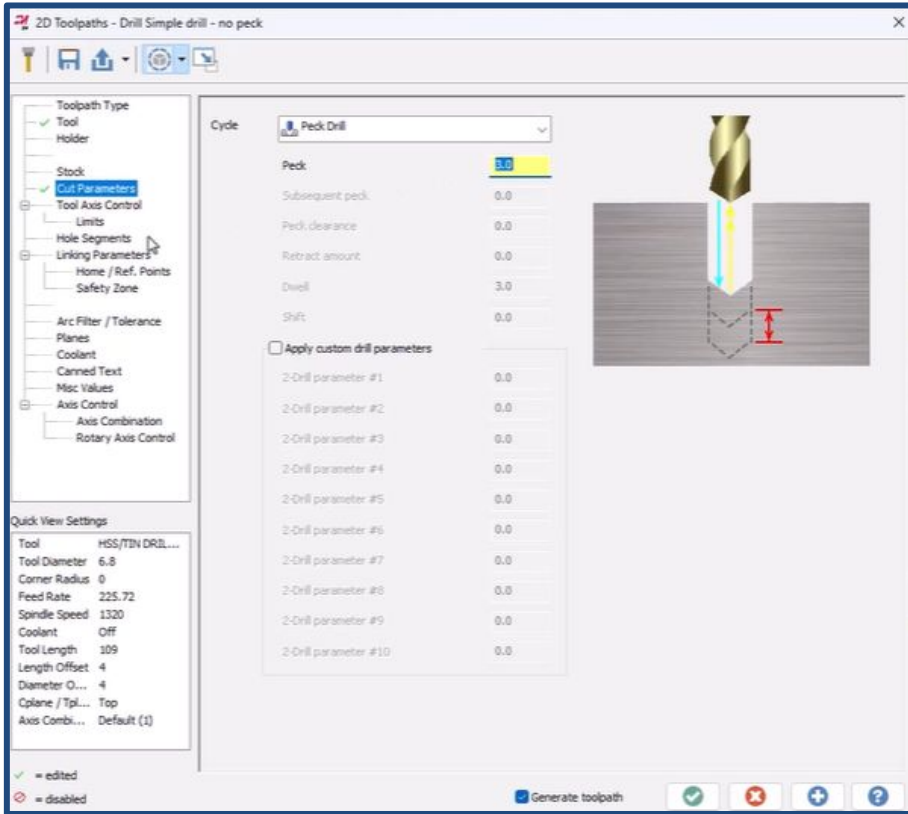 2D Toolpaths - Drill Simple drill - no peck
Toolpath Type
Tool
Holder
Stock
Cut Parameters
Tool Axis Control
Limits
Hole Segments
Linking Parameters
Home / Ref. Points
Safety Zone
Arc Filter / Tolerance
Planes
Coolant
Canned Text
Misc Values
Axis Control
Axis Combination
Rotary Axis Control
Cycle Peck Drill
Peck 3.0
Subsequent peck 0.0
Peck clearance 0.0
Retract amount 0.0
Dwell 3.0
Shift 0.0
Apply custom drill parameters
2-Drill parameter #1 0.0
2-Drill parameter #2 0.0
2-Drill parameter #3 0.0
2-Drill parameter #4 0.0
2-Drill parameter #5 0.0
2-Drill parameter #6 0.0
2-Drill parameter #7 0.0
2-Drill parameter #8 0.0
2-Drill parameter #9 0.0
2-Drill parameter #10 0.0
Quick View Settings
Tool HSS/TIN DRIL...
Tool Diameter 6.8
Corner Radius 0
Feed Rate 225.72
Spindle Speed 1320
Coolant Off
Tool Length 109
Length Offset 4
Diameter O... 4
Cplane / Tpl... Top
Axis Combi... Default (1)
= edited
= disabled
Generate toolpath